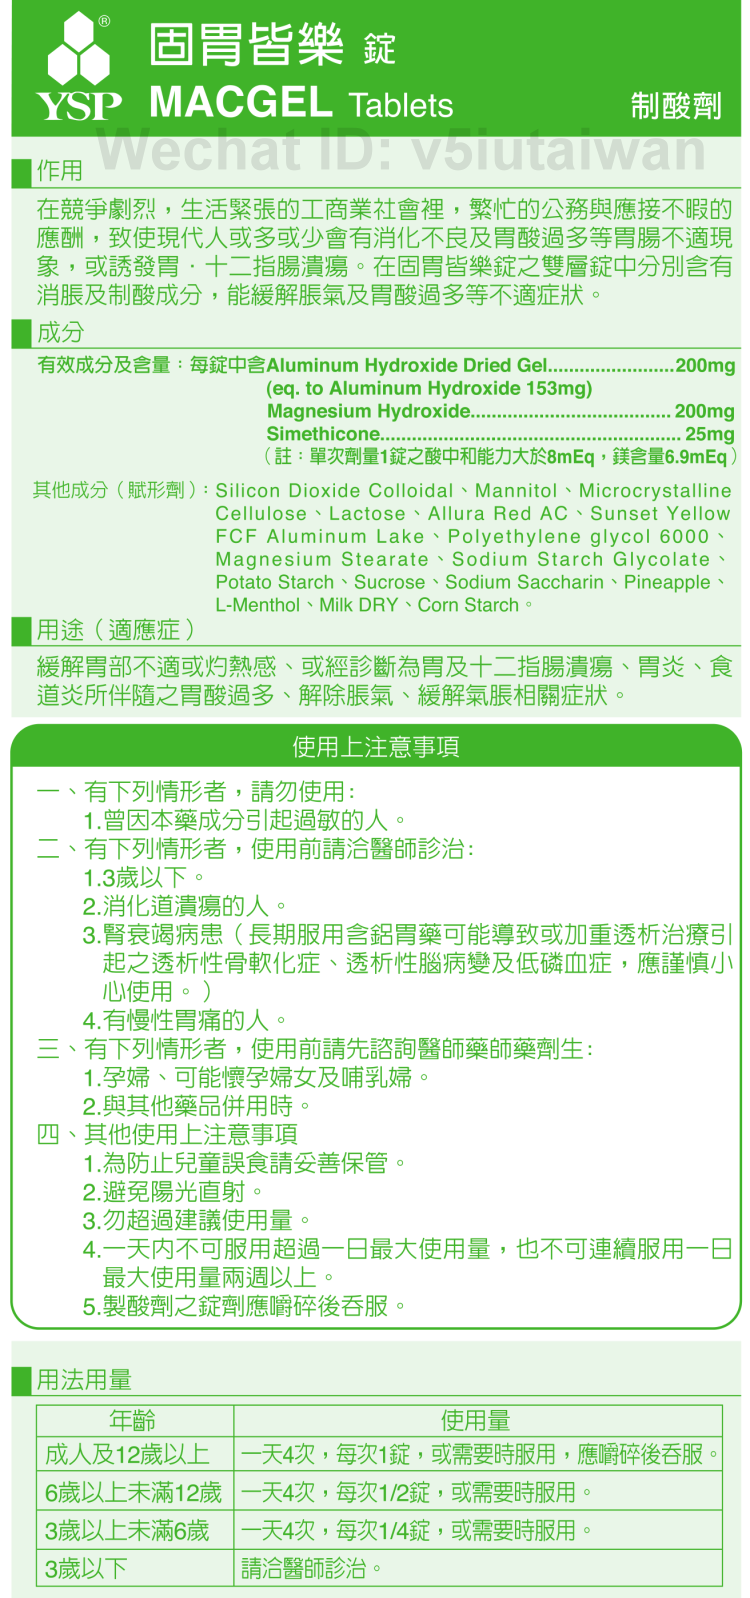 固胃皆樂 錠
YSP®
MACGEL Tablets
制酸劑
Wechat ID: v5iutaiwan
作用
在競爭劇烈，生活緊張的工商業社會裡，繁忙的公務與應接不暇的
應酬，致使現代人或多或少會有消化不良及胃酸過多等胃腸不適現
象，或誘發胃．十二指腸潰瘍。在固胃皆樂錠之雙層錠中分別含有
消脹及制酸成分，能緩解脹氣及胃酸過多等不適症狀。
成分
有效成分及含量：每錠中含Aluminum Hydroxide Dried Gel........................200mg
(eq. to Aluminum Hydroxide 153mg)
Magnesium Hydroxide........................................... 200mg
Simethicone................................................................ 25mg
（註：單次劑量1錠之酸中和能力大於8mEq，鎂含量6.9mEq）
其他成分（賦形劑）：Silicon Dioxide Colloidal、Mannitol、Microcrystalline
Cellulose、Lactose、Allura Red AC、Sunset Yellow
FCF Aluminum Lake、Polyethylene glycol 6000、
Magnesium Stearate、Sodium Starch Glycolate、
Potato Starch、Sucrose、Sodium Saccharin、Pineapple、
L-Menthol、Milk DRY、Corn Starch。
用途（適應症）
緩解胃部不適或灼熱感、或經診斷為胃及十二指腸潰瘍、胃炎、食
道炎所伴隨之胃酸過多、解除脹氣、緩解氣脹相關症狀。
使用上注意事項
一、有下列情形者，請勿使用：
1.曾因本藥成分引起過敏的人。
二、有下列情形者，使用前請洽醫師診治：
1.3歲以下。
2.消化道潰瘍的人。
3.腎衰竭病患（長期服用含鋁胃藥可能導致或加重透析治療引
起之透析性骨軟化症、透析性腦病變及低磷血症，應謹慎小
心使用。）
4.有慢性胃痛的人。
三、有下列情形者，使用前請先諮詢醫師藥師藥劑生：
1.孕婦、可能懷孕婦女及哺乳婦。
2.與其他藥品併用時。
四、其他使用上注意事項
1.為防止兒童誤食請妥善保管。
2.避免陽光直射。
3.勿超過建議使用量。
4.一天內不可服用超過一日最大使用量，也不可連續服用一日
最大使用量兩週以上。
5.製酸劑之錠劑應嚼碎後吞服。
用法用量
年齡 使用量
成人及12歲以上 一天4次，每次1錠，或需要時服用，應嚼碎後吞服。
6歲以上未滿12歲 一天4次，每次1/2錠，或需要時服用。
3歲以上未滿6歲 一天4次，每次1/4錠，或需要時服用。
3歲以下 請洽醫師診治。